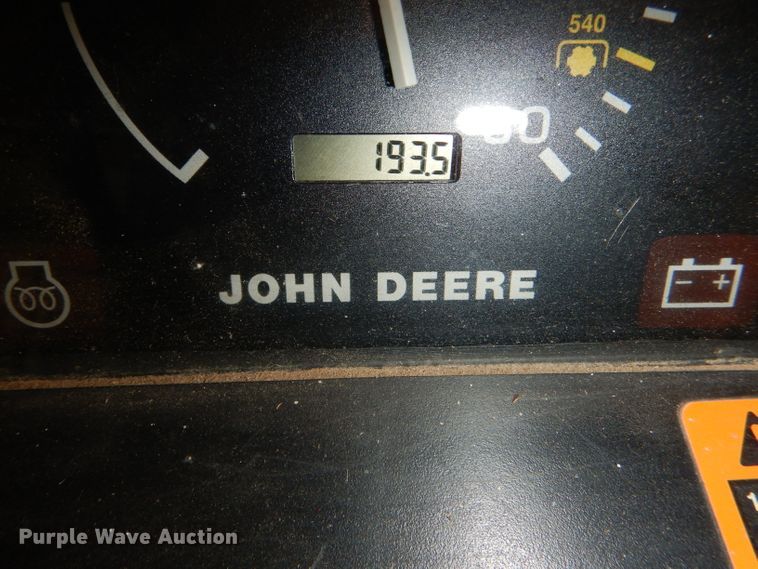 540
193.5
JOHN DEERE
- +
Purple Wave Auction